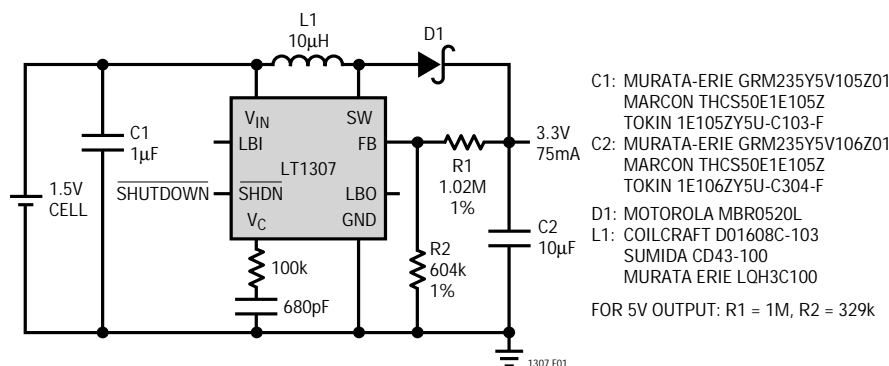 L1
10µH
D1
C1
1µF
1.5V
CELL
SHUTDOWN
VIN
SW
LBI
FB
LT1307
SHDN
LBO
VC
GND
100k
680pF
R1
1.02M
1%
R2
604k
1%
3.3V
75mA
C2
10µF
C1: MURATA-ERIE GRM235Y5V105Z01
MARCON THCS50E1E105Z
TOKIN 1E105ZY5U-C103-F
C2: MURATA-ERIE GRM235Y5V106Z01
MARCON THCS50E1E105Z
TOKIN 1E106ZY5U-C304-F
D1: MOTOROLA MBR0520L
L1: COILCRAFT D01608C-103
SUMIDA CD43-100
MURATA ERIE LQH3C100
FOR 5V OUTPUT: R1 = 1M, R2 = 329k
1307 F01